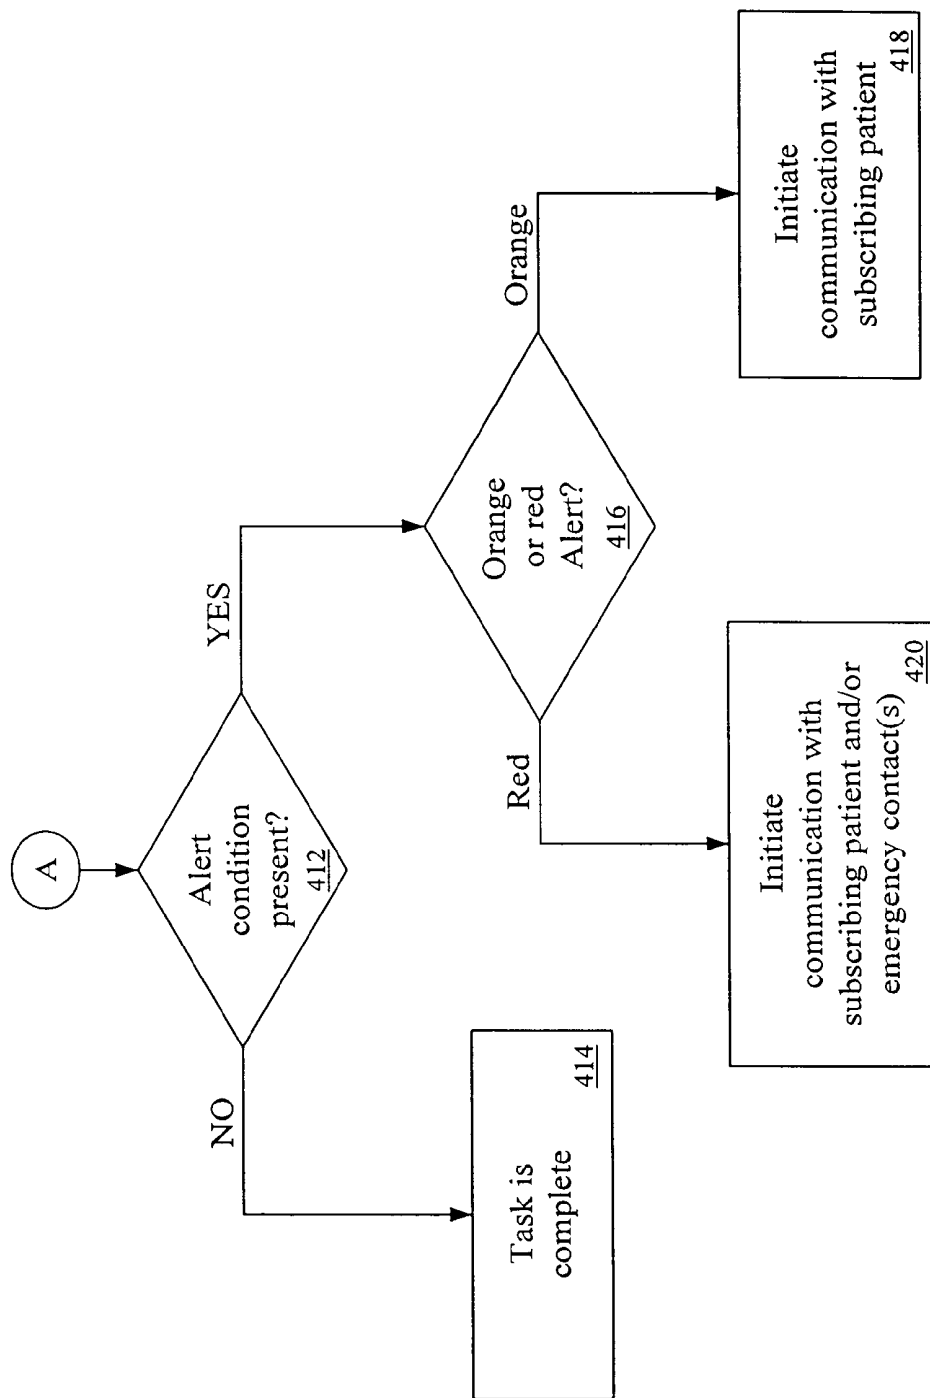 A
Alert
condition
present?
412
NO
YES
Task is
complete
414
Orange
or red
Alert?
416
Red
Orange
Initiate
communication with
subscribing patient and/or
emergency contact(s)
420
Initiate
communication with
subscribing patient
418